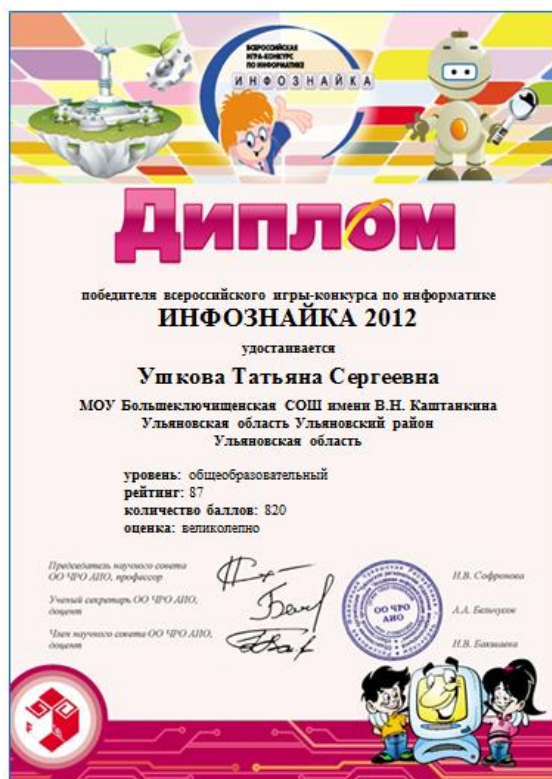 ВСЕРОССИЙСКАЯ
ИГРА-КОНКУРС
ПО ИНФОРМАТИКЕ
ИНФОЗНАЙКА
Диплом
победителя всероссийского игры-конкурса по информатике
ИНФОЗНАЙКА 2012
удостаивается
Ушкова Татьяна Сергеевна
МОУ Большеключищенская СОШ имени В.Н. Каштанкина
Ульяновская область Ульяновский район
Ульяновская область
уровень: общеобразовательный
рейтинг: 87
количество баллов: 820
оценка: великолепно
Председатель научного совета
ОО ЧРО АИО, профессор
Н.В. Софронова
Ученый секретарь ОО ЧРО АИО,
доцент
А.А. Бельчусов
Член научного совета ОО ЧРО АИО,
доцент
Н.В. Бакшаева
ОО ЧРО
АИО